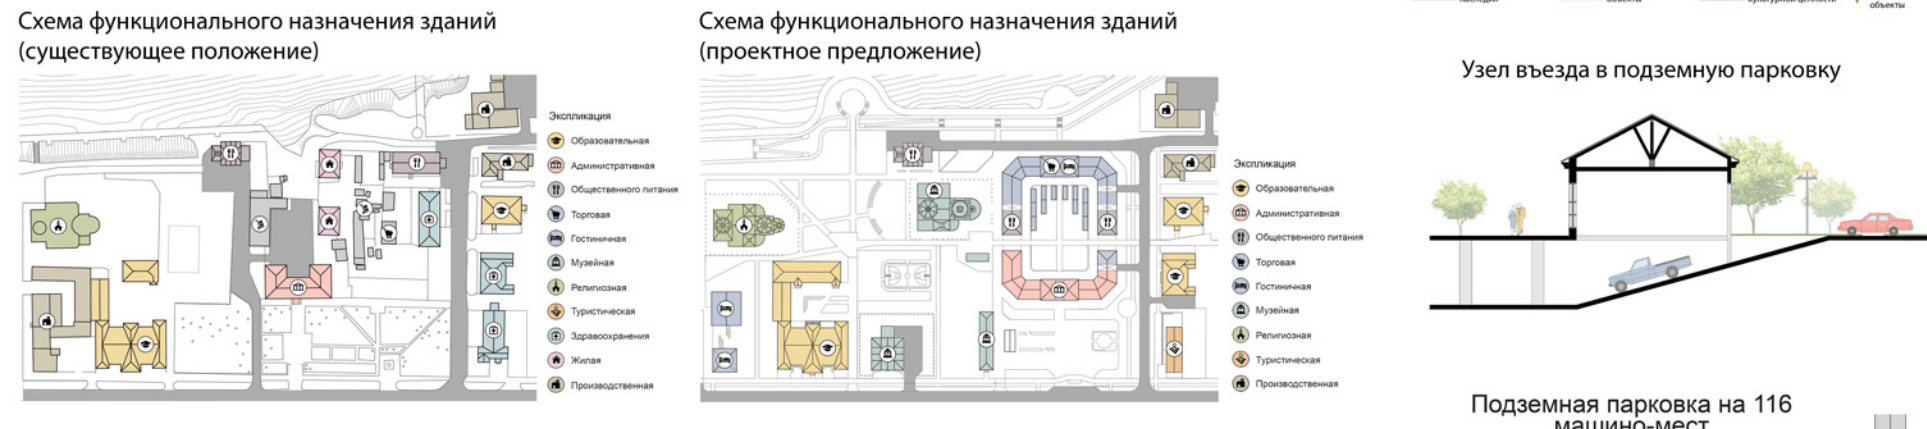 Схема функционального назначения зданий
(существующее положение)
Экспликация
Образовательная
Административная
Общественного питания
Торговая
Гостиничная
Музейная
Религиозная
Туристическая
Здравоохранения
Жилая
Производственная
Схема функционального назначения зданий
(проектное предложение)
Экспликация
Образовательная
Административная
Общественного питания
Торговая
Гостиничная
Музейная
Религиозная
Туристическая
Производственная
объекты
Узел въезда в подземную парковку
Подземная парковка на 116
машино-мест